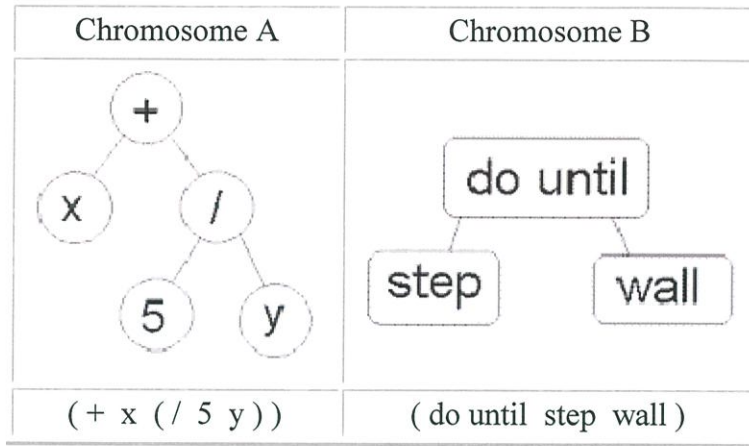 Chromosome A
Chromosome B
+
x /
5 y
do until
step wall
( + x ( / 5 y ) )
( do until step wall )